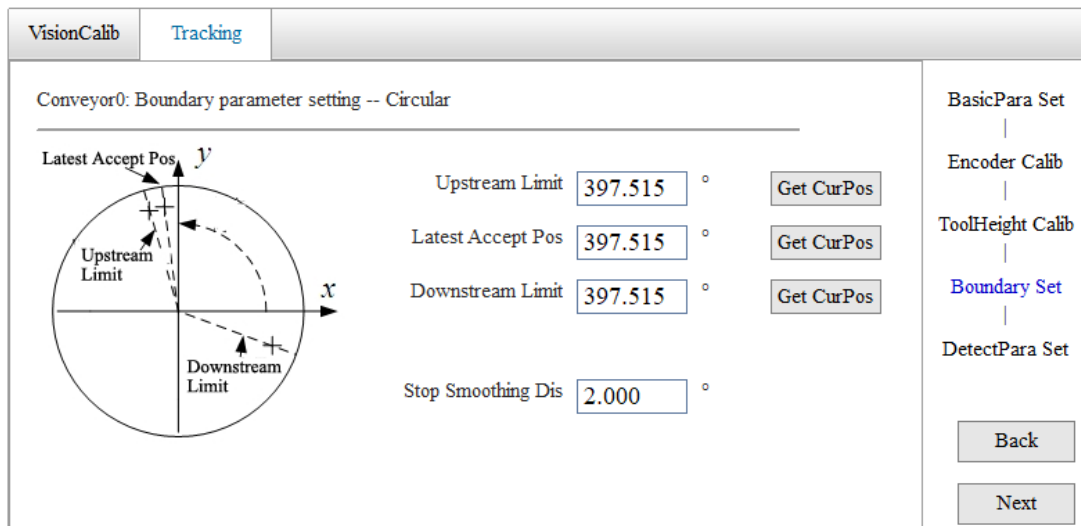 VisionCalib
Tracking
Conveyor0: Boundary parameter setting -- Circular
Latest Accept Pos
y
Upstream
Limit
x
Downstream
Limit
Upstream Limit 397.515 ° Get CurPos
Latest Accept Pos 397.515 ° Get CurPos
Downstream Limit 397.515 ° Get CurPos
Stop Smoothing Dis 2.000 °
BasicPara Set
Encoder Calib
ToolHeight Calib
Boundary Set
DetectPara Set
Back
Next